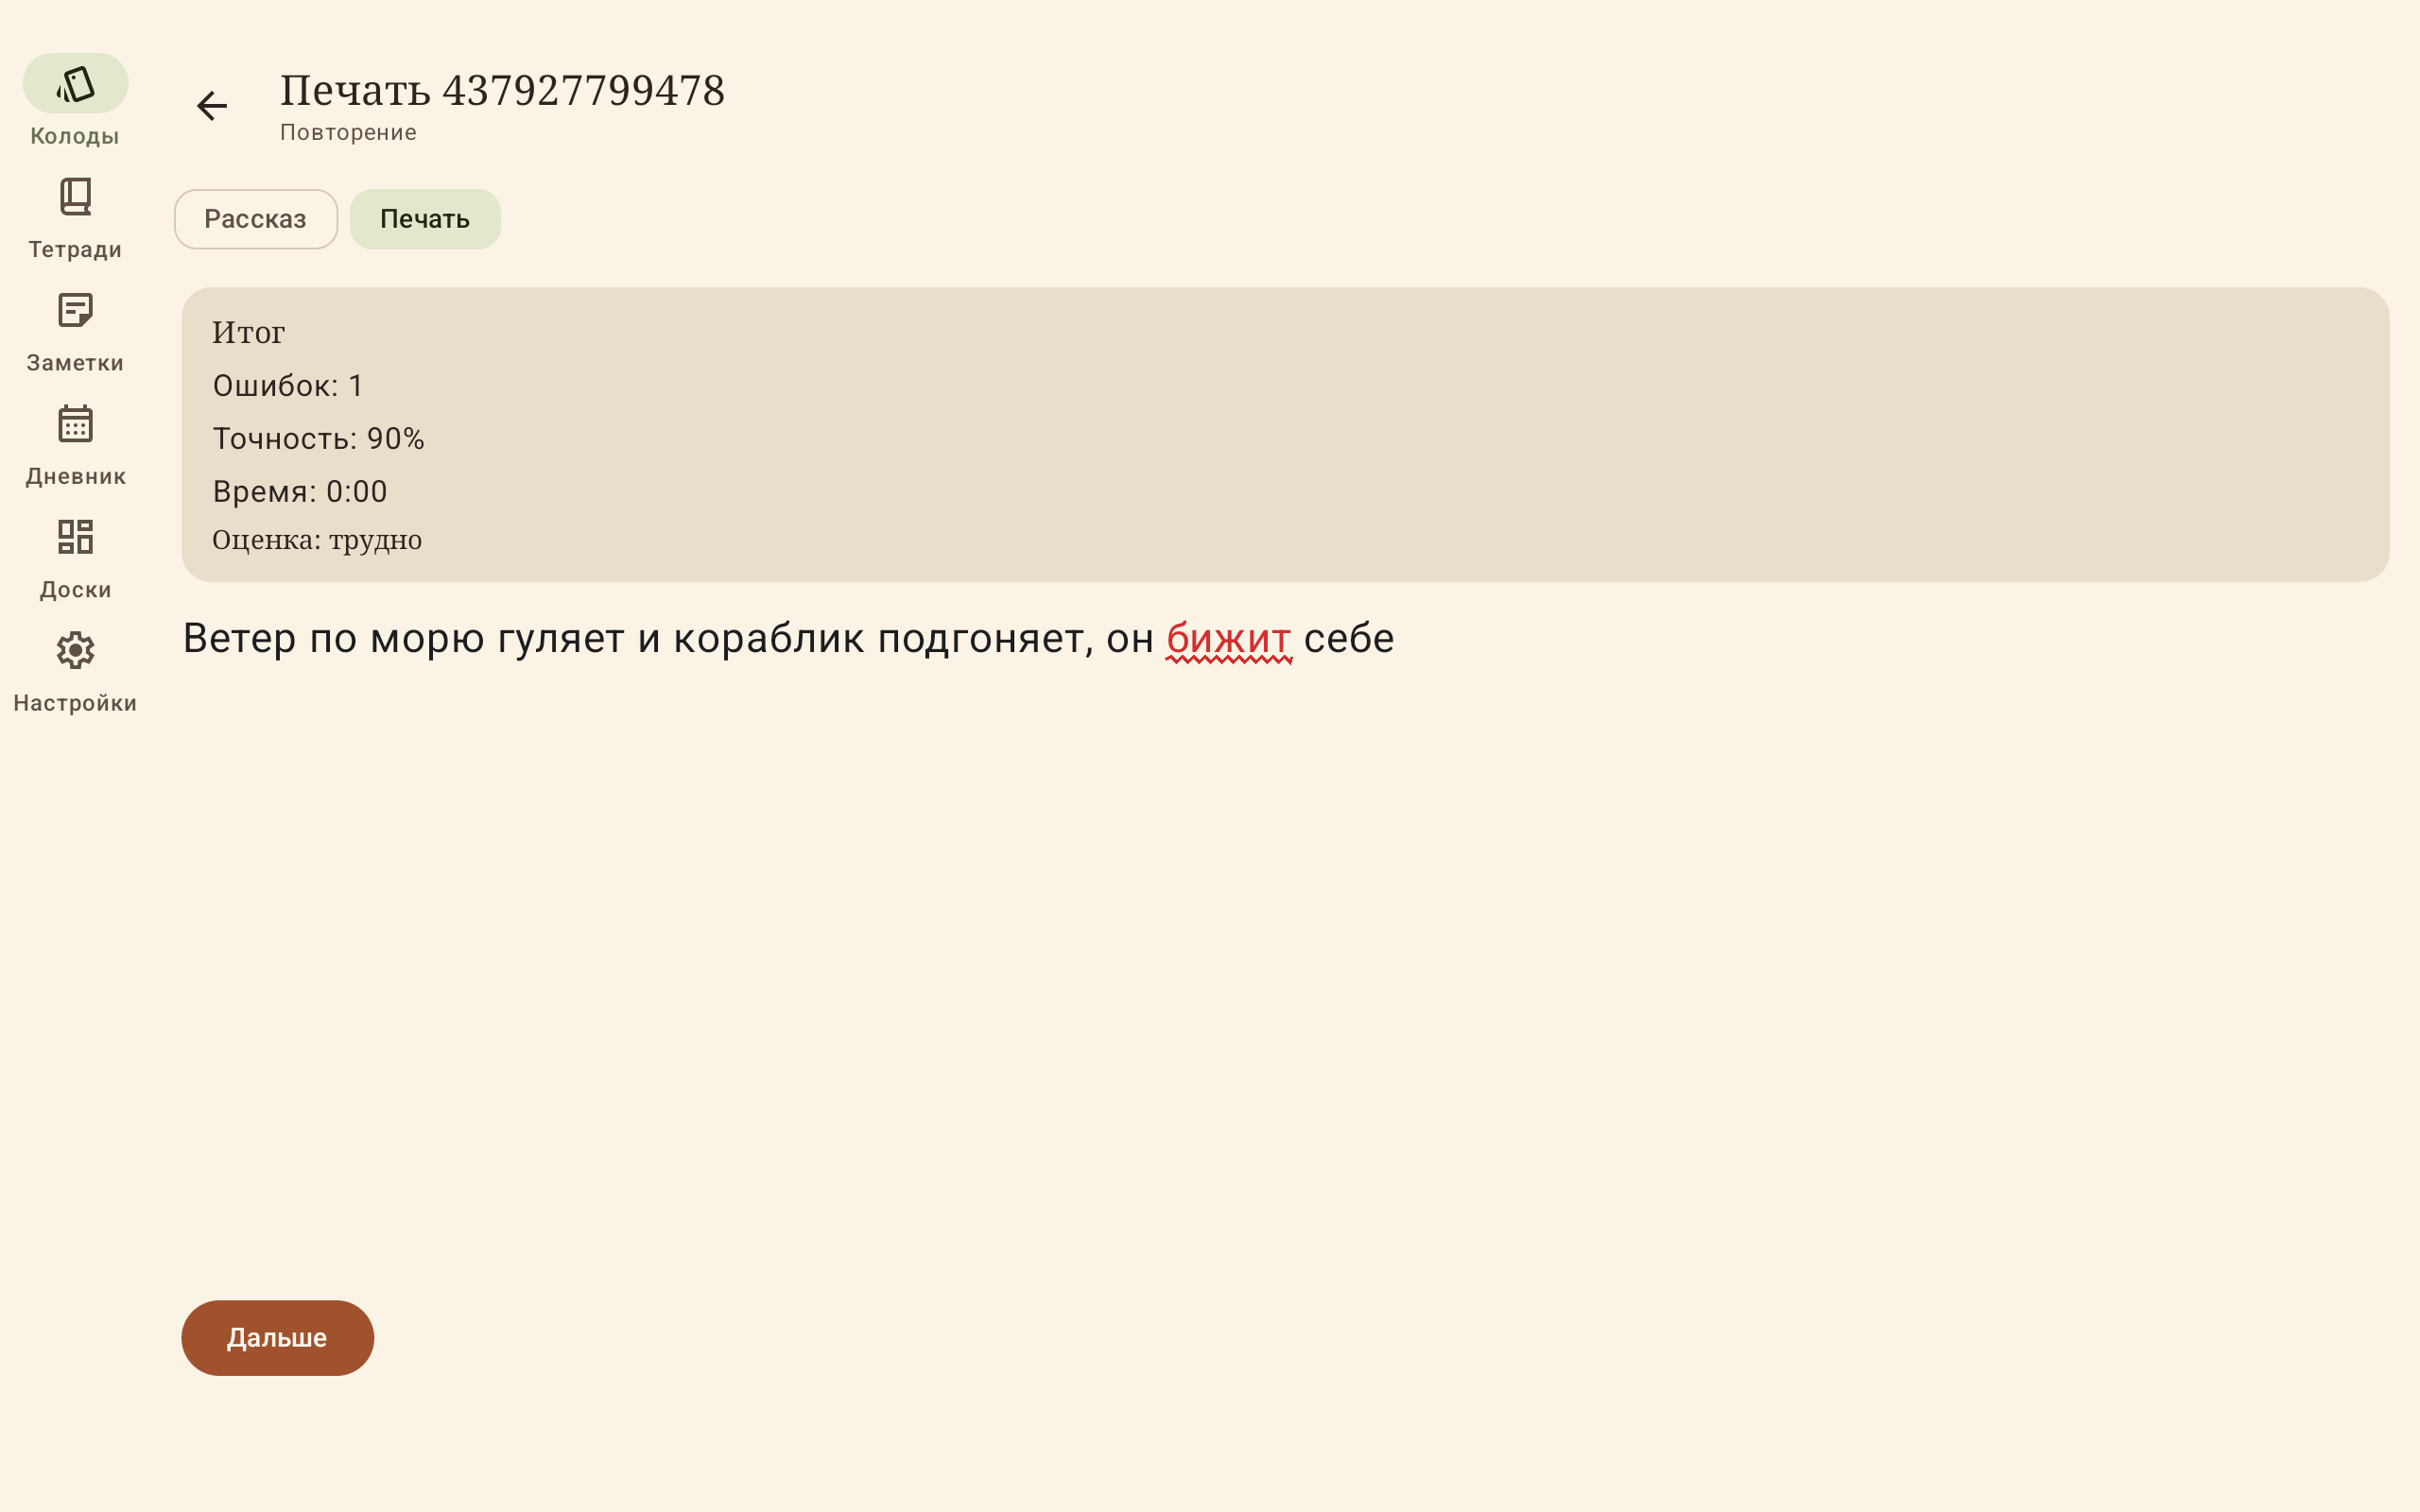 Колоды
Тетради
Заметки
Дневник
Доски
Настройки
Печать 437927799478
Повторение
Рассказ
Печать
Итог
Ошибок: 1
Точность: 90%
Время: 0:00
Оценка: трудно
Ветер по морю гуляет и кораблик подгоняет, он бижит себе
Дальше